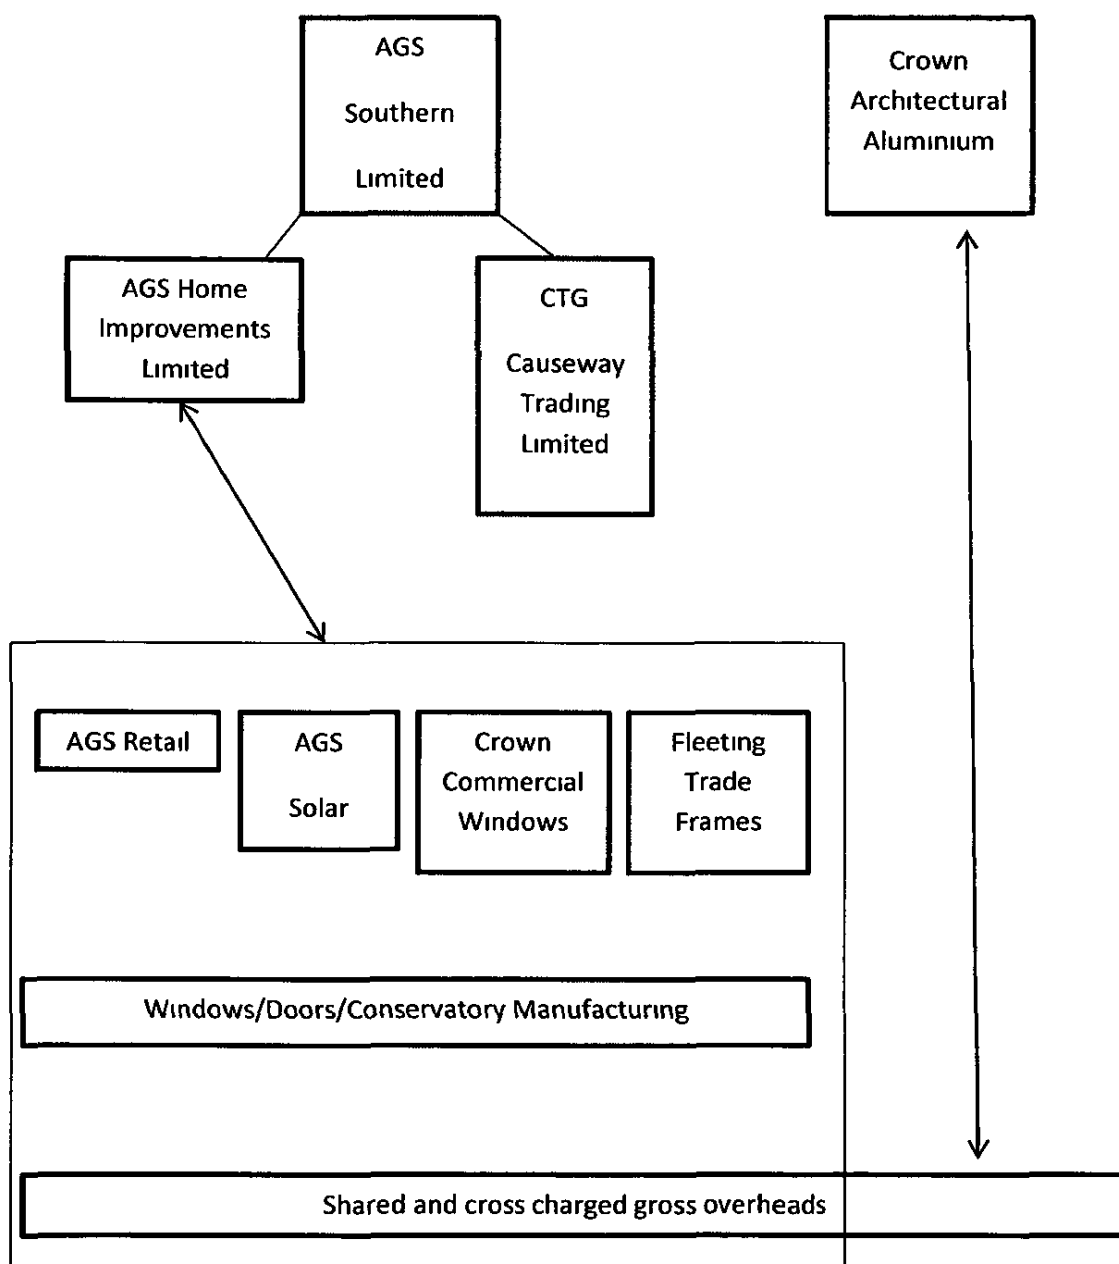 AGS
Southern
Limited
Crown
Architectural
Aluminium
AGS Home
Improvements
Limited
CTG
Causeway
Trading
Limited
AGS Retail
AGS
Solar
Crown
Commercial
Windows
Fleeting
Trade
Frames
Windows/Doors/Conservatory Manufacturing
Shared and cross charged gross overheads